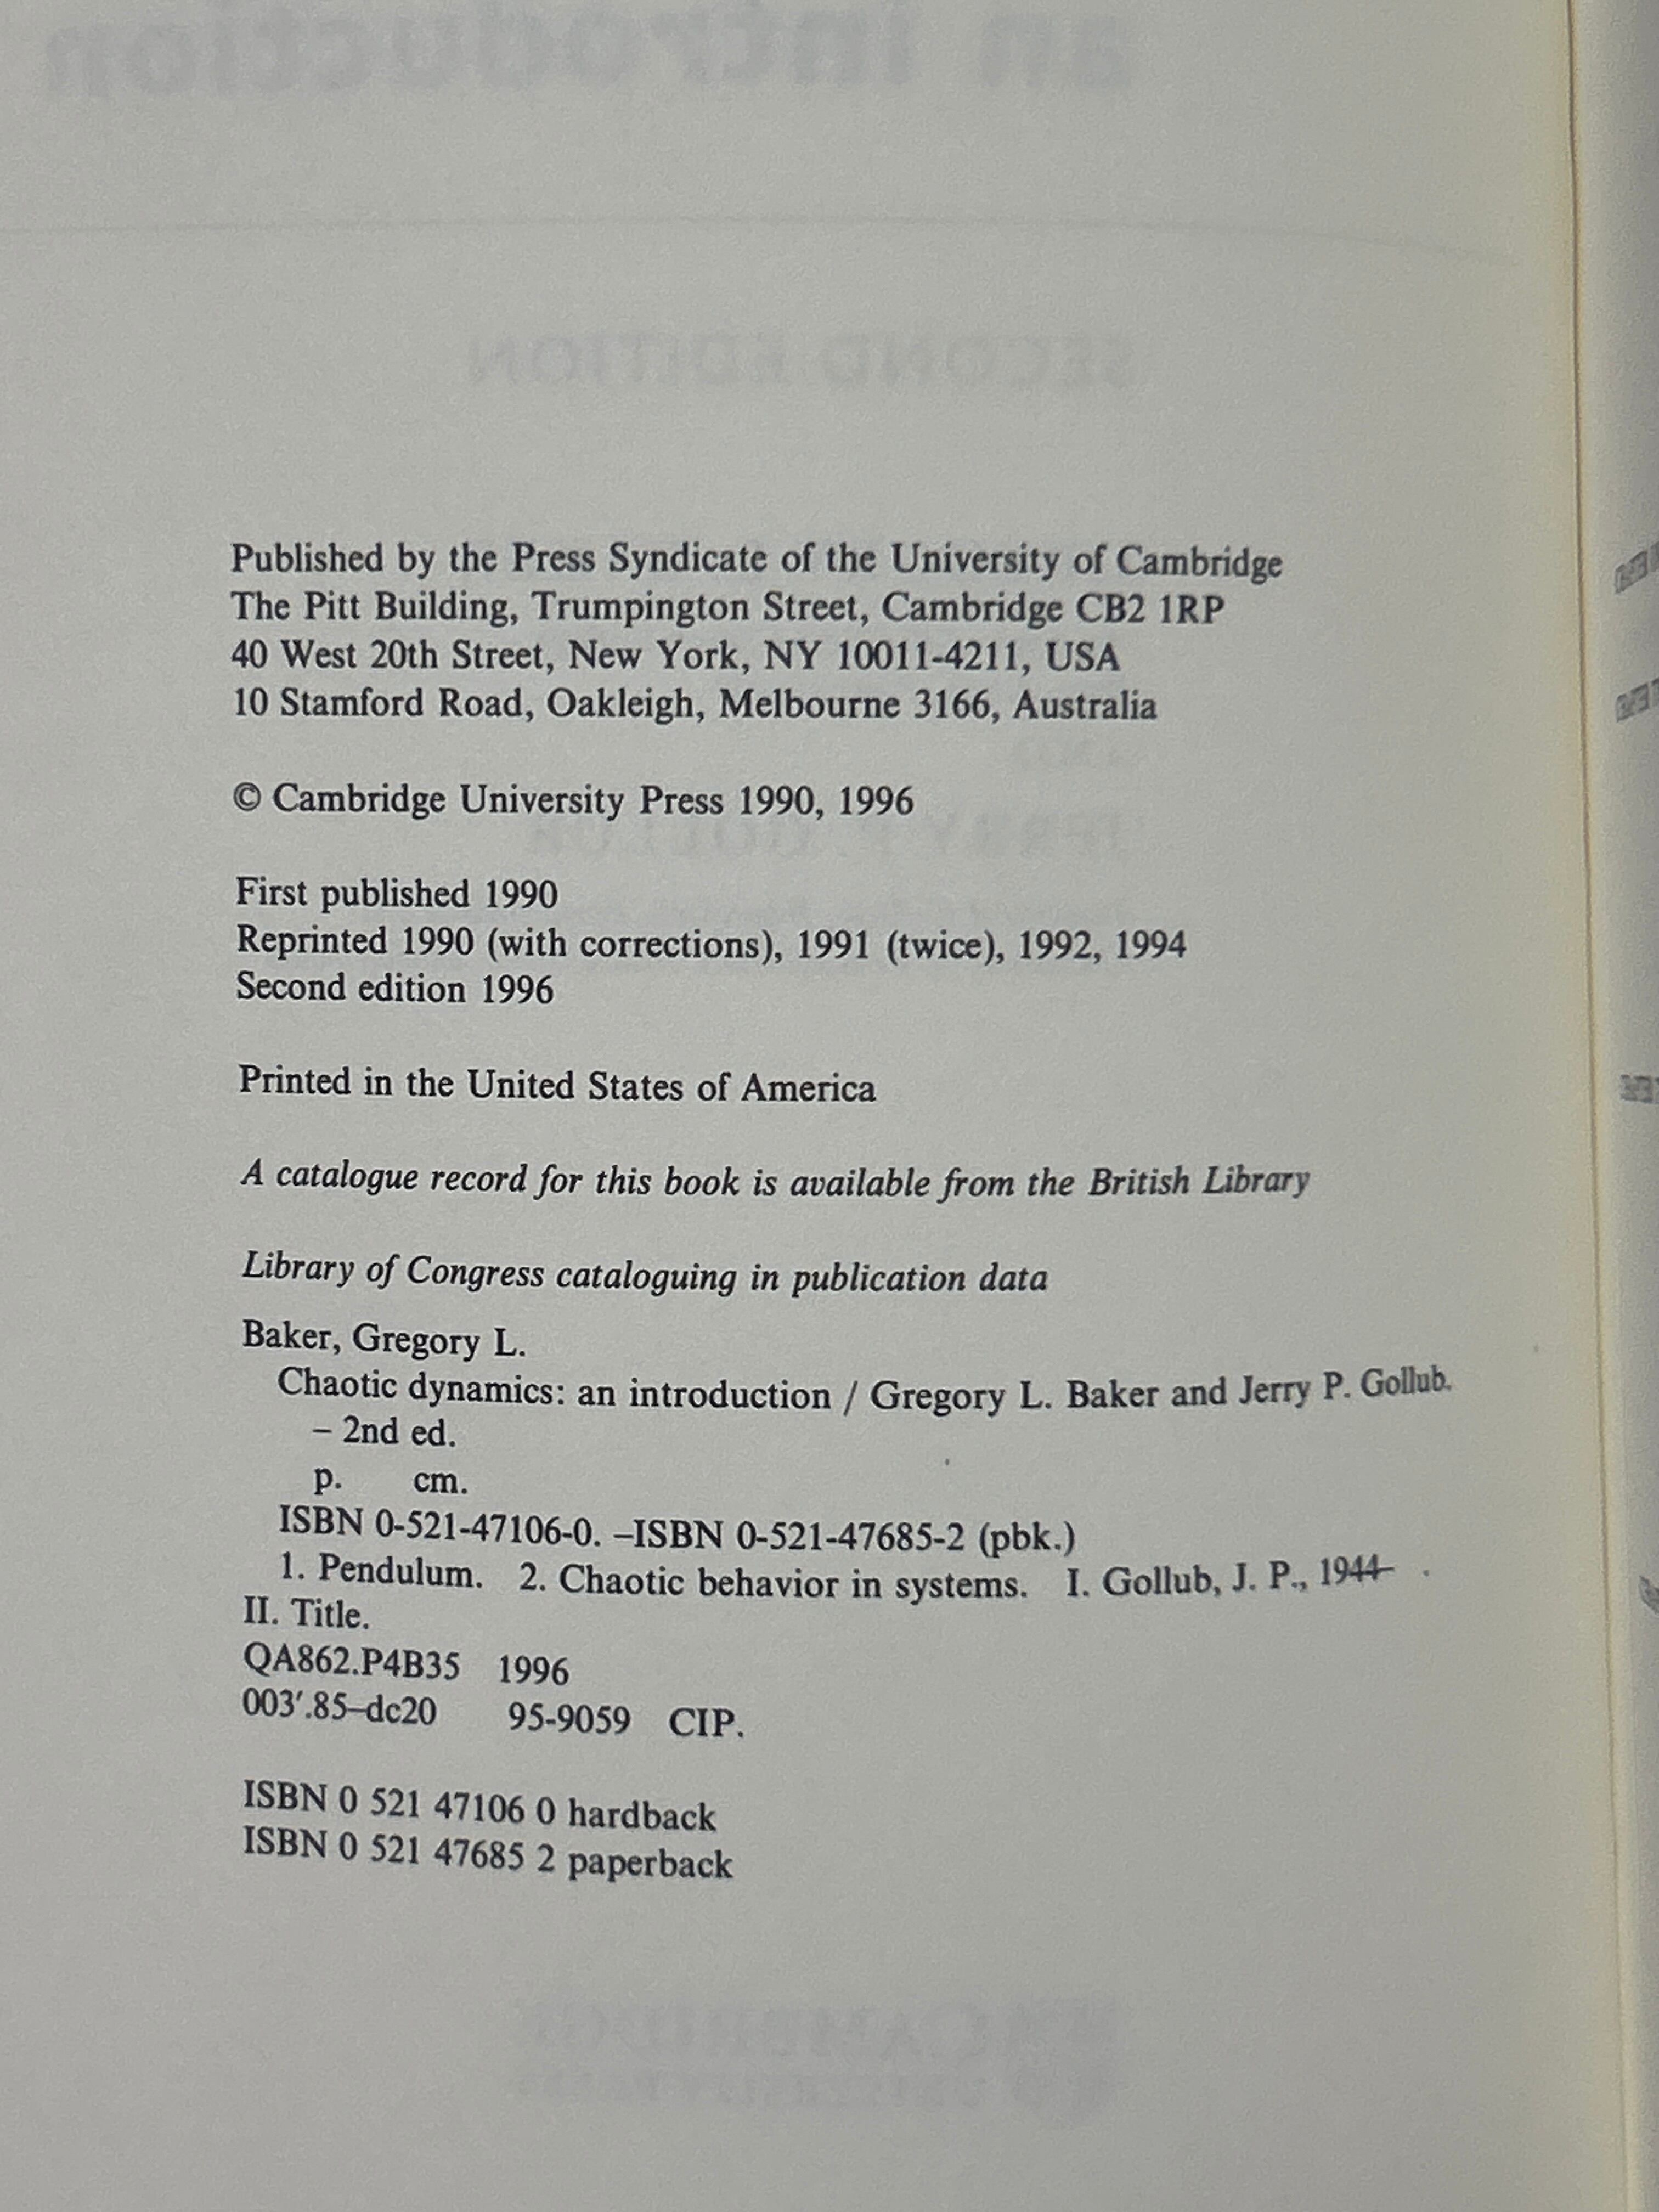 an introduction
SECOND EDITION
Published by the Press Syndicate of the University of Cambridge
The Pitt Building, Trumpington Street, Cambridge CB2 1RP
40 West 20th Street, New York, NY 10011-4211, USA
10 Stamford Road, Oakleigh, Melbourne 3166, Australia
© Cambridge University Press 1990, 1996
First published 1990
Reprinted 1990 (with corrections), 1991 (twice), 1992, 1994
Second edition 1996
Printed in the United States of America
A catalogue record for this book is available from the British Library
Library of Congress cataloguing in publication data
Baker, Gregory L.
Chaotic dynamics: an introduction / Gregory L. Baker and Jerry P. Gollub.
– 2nd ed.
p. cm.
ISBN 0-521-47106-0. –ISBN 0-521-47685-2 (pbk.)
1. Pendulum. 2. Chaotic behavior in systems. I. Gollub, J. P., 1944– .
II. Title.
QA862.P4B35 1996
003′.85–dc20 95-9059 CIP.
ISBN 0 521 47106 0 hardback
ISBN 0 521 47685 2 paperback